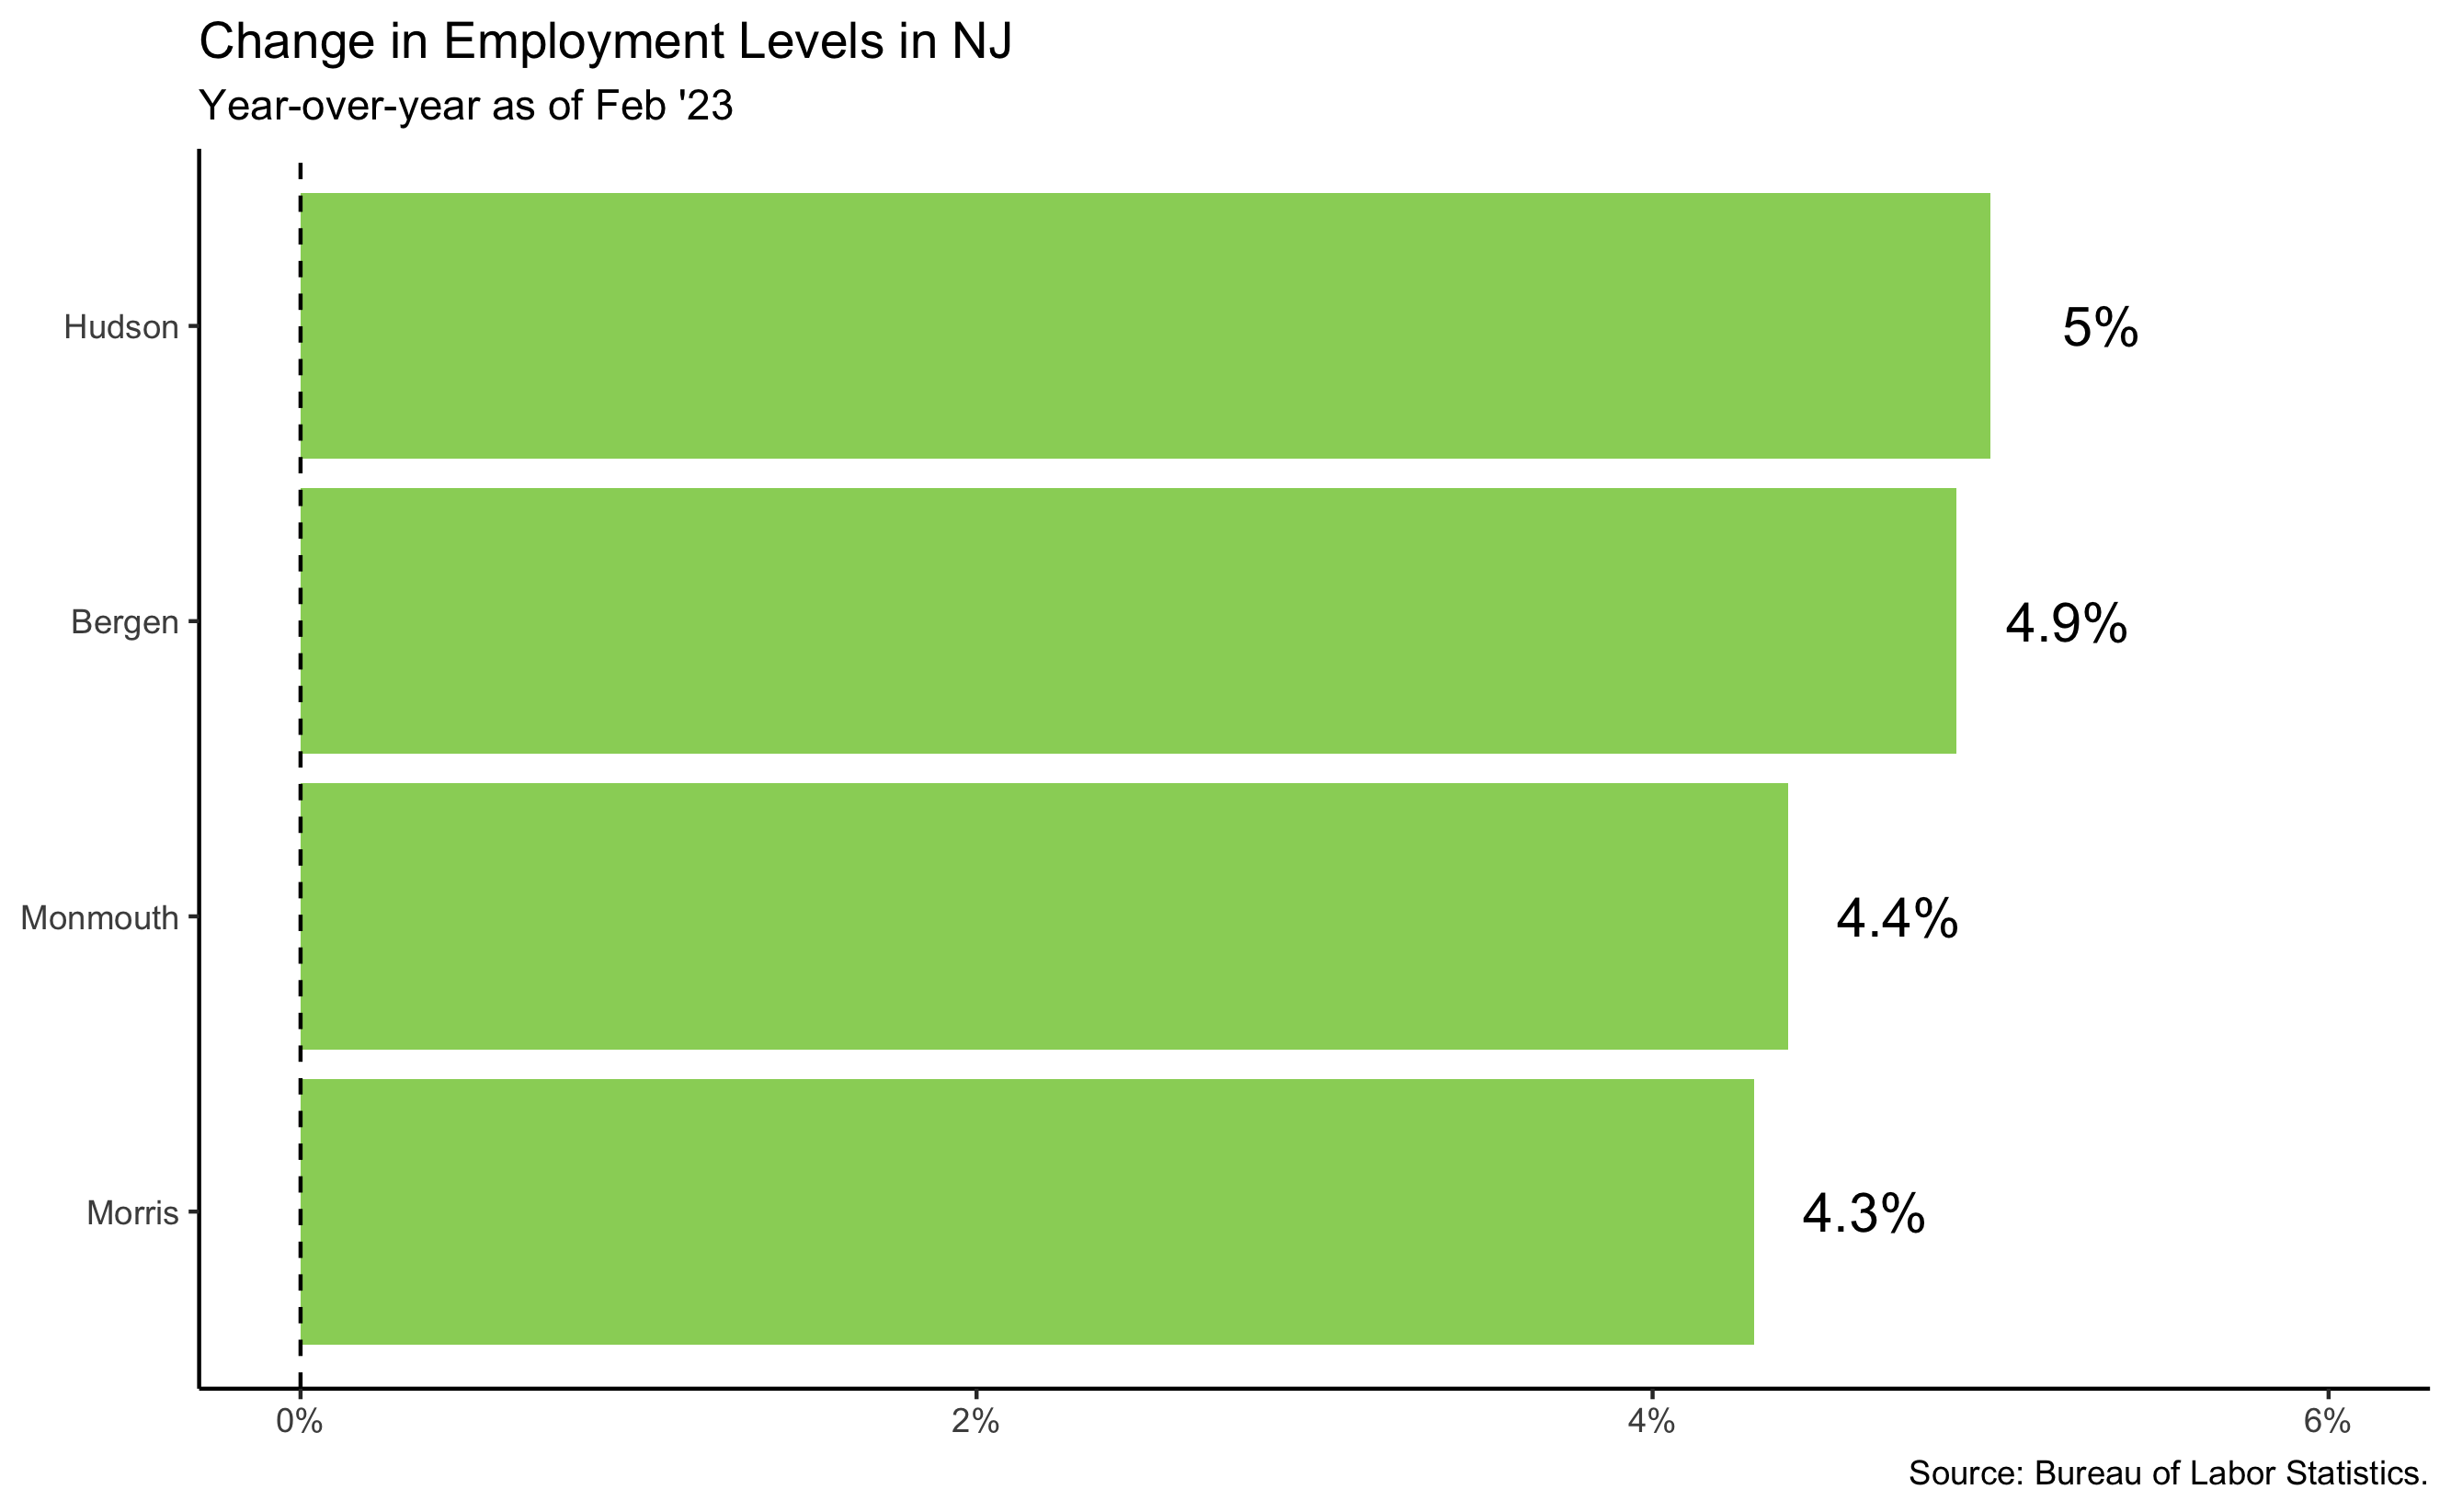 Change in Employment Levels in NJ
Year-over-year as of Feb '23
Hudson
5%
Bergen
4.9%
Monmouth
4.4%
Morris
4.3%
0%
2%
4%
6%
Source: Bureau of Labor Statistics.